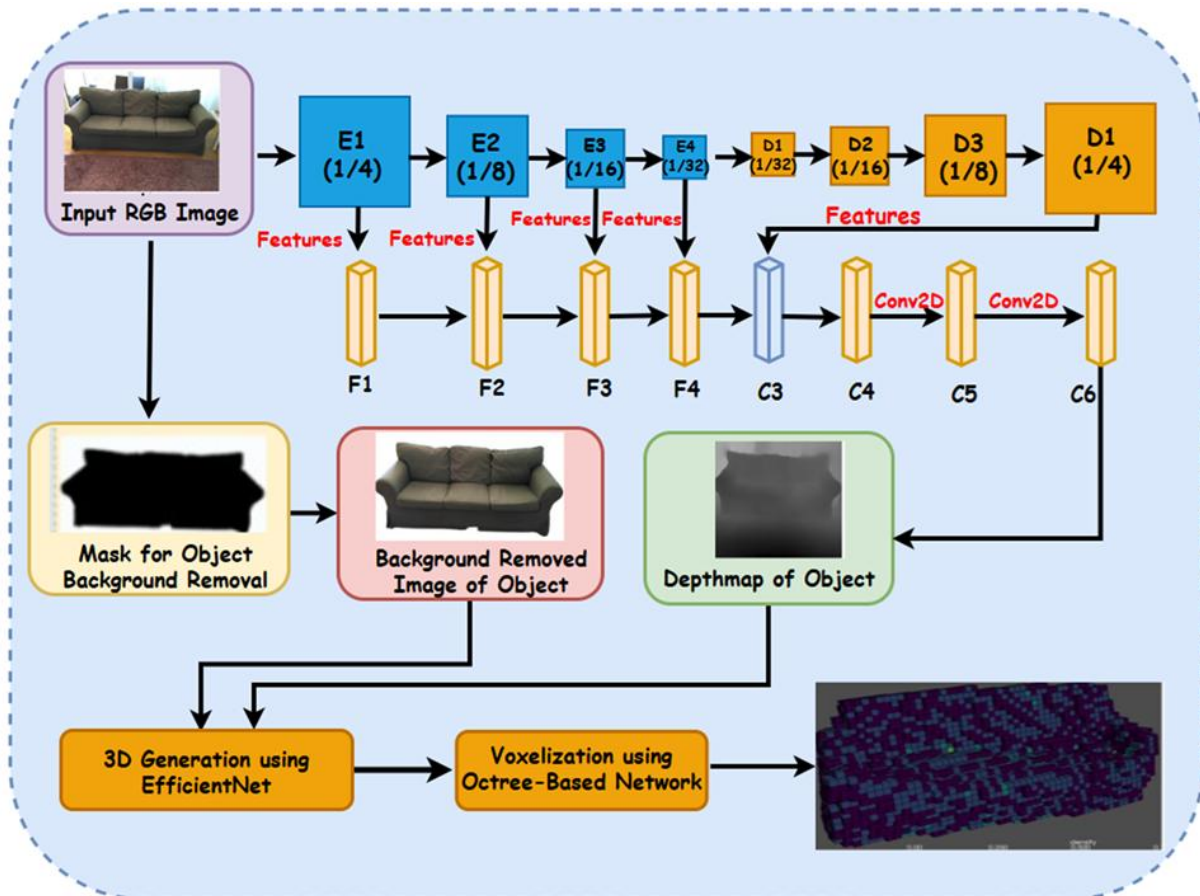 Input RGB Image
E1
(1/4)
E2
(1/8)
E3
(1/16)
E4
(1/32)
D1
(1/32)
D2
(1/16)
D3
(1/8)
D1
(1/4)
Features
Features
Features
Features
Features
Conv2D
Conv2D
F1
F2
F3
F4
C3
C4
C5
C6
Mask for Object
Background Removal
Background Removed
Image of Object
Depthmap of Object
3D Generation using
EfficientNet
Voxelization using
Octree-Based Network
density